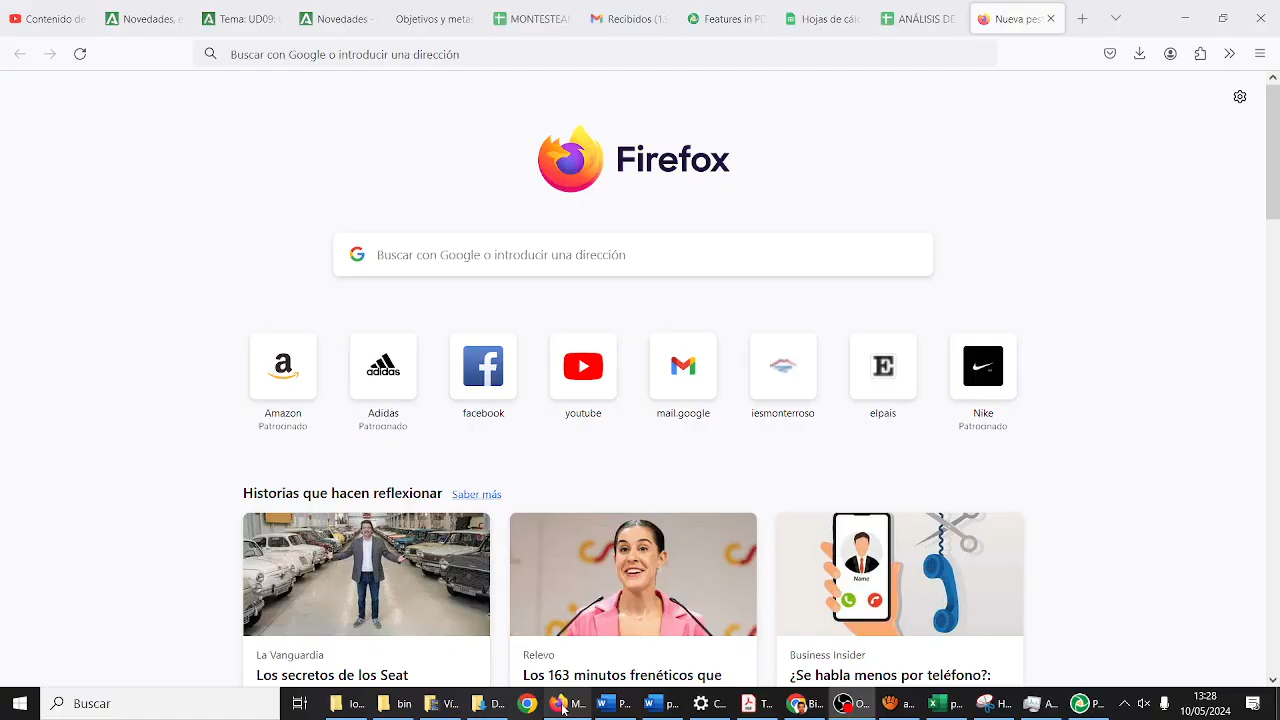 Contenido de
Novedades, e
Tema: UD09:
Novedades -
Objetivos y meta
MONTESTEA
Recibidos (1.9
Features in PD
Hojas de cálc
ANÁLISIS DE
Nueva pes
Buscar con Google o introducir una dirección
Firefox
Buscar con Google o introducir una dirección
Amazon
Patrocinado
Adidas
Patrocinado
facebook
youtube
mail.google
iesmonterroso
elpais
Nike
Patrocinado
Historias que hacen reflexionar Saber más
Name
La Vanguardia
Los secretos de los Seat
Relevo
Los 163 minutos frenéticos que
Business Insider
¿Se habla menos por teléfono?:
Buscar
13:28
10/05/2024